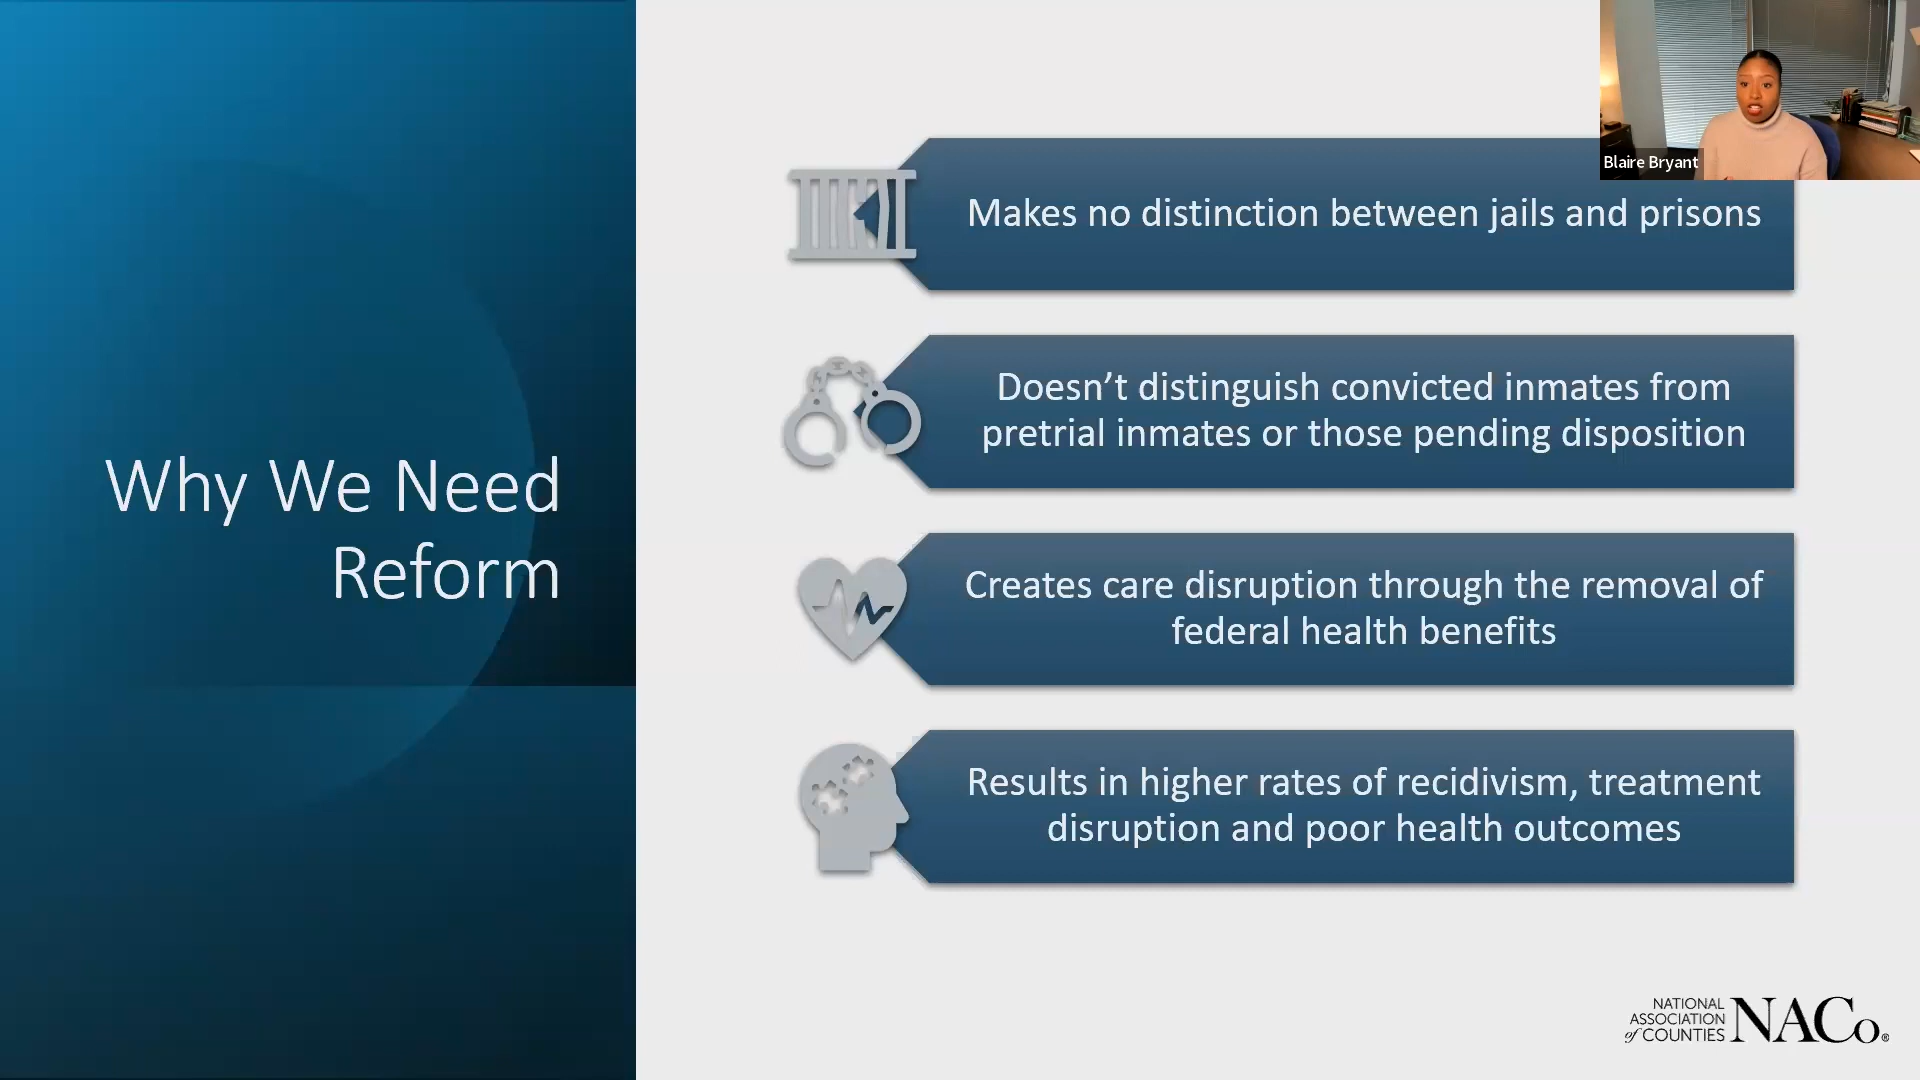 Blaire Bryant
Why We Need
Reform
Makes no distinction between jails and prisons
Doesn’t distinguish convicted inmates from
pretrial inmates or those pending disposition
Creates care disruption through the removal of
federal health benefits
Results in higher rates of recidivism, treatment
disruption and poor health outcomes
NATIONAL
ASSOCIATION
of COUNTIES
NACo®